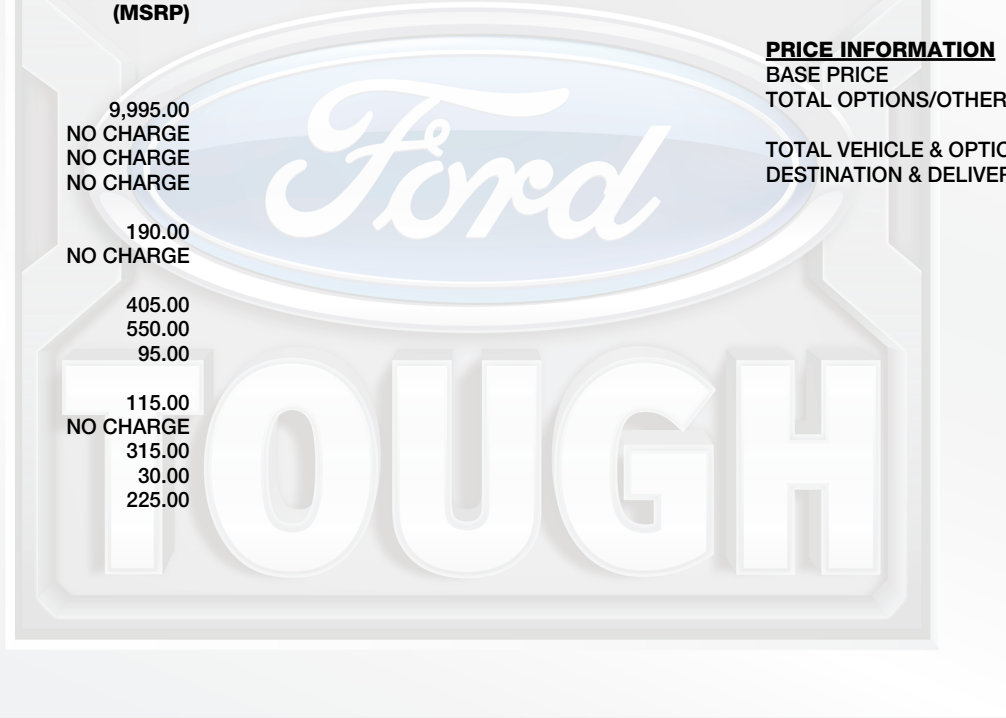 (MSRP)
9,995.00
NO CHARGE
NO CHARGE
NO CHARGE
190.00
NO CHARGE
405.00
550.00
95.00
115.00
NO CHARGE
315.00
30.00
225.00
PRICE INFORMATION
BASE PRICE
TOTAL OPTIONS/OTHER
TOTAL VEHICLE & OPTIO
DESTINATION & DELIVER
Ford
TOUGH